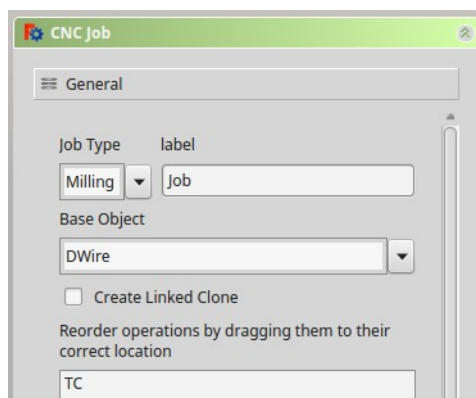 CNC Job
General
Job Type label
Milling Job
Base Object
DWire
Create Linked Clone
Reorder operations by dragging them to their
correct location
TC